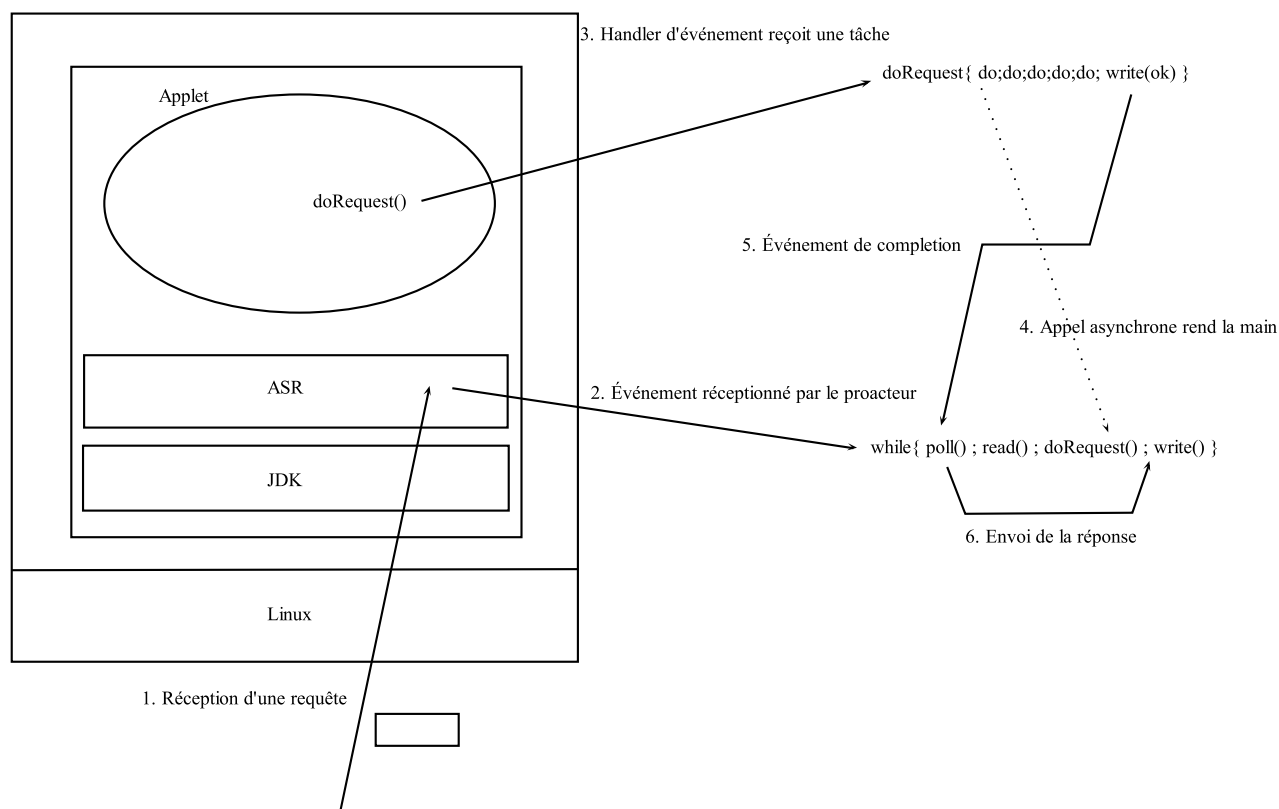 3. Handler d'événement reçoit une tâche
doRequest{ do;do;do;do;do; write(ok) }
Applet
doRequest()
5. Événement de completion
4. Appel asynchrone rend la main
ASR
2. Événement réceptionné par le proacteur
while{ poll() ; read() ; doRequest() ; write() }
JDK
6. Envoi de la réponse
Linux
1. Réception d'une requête